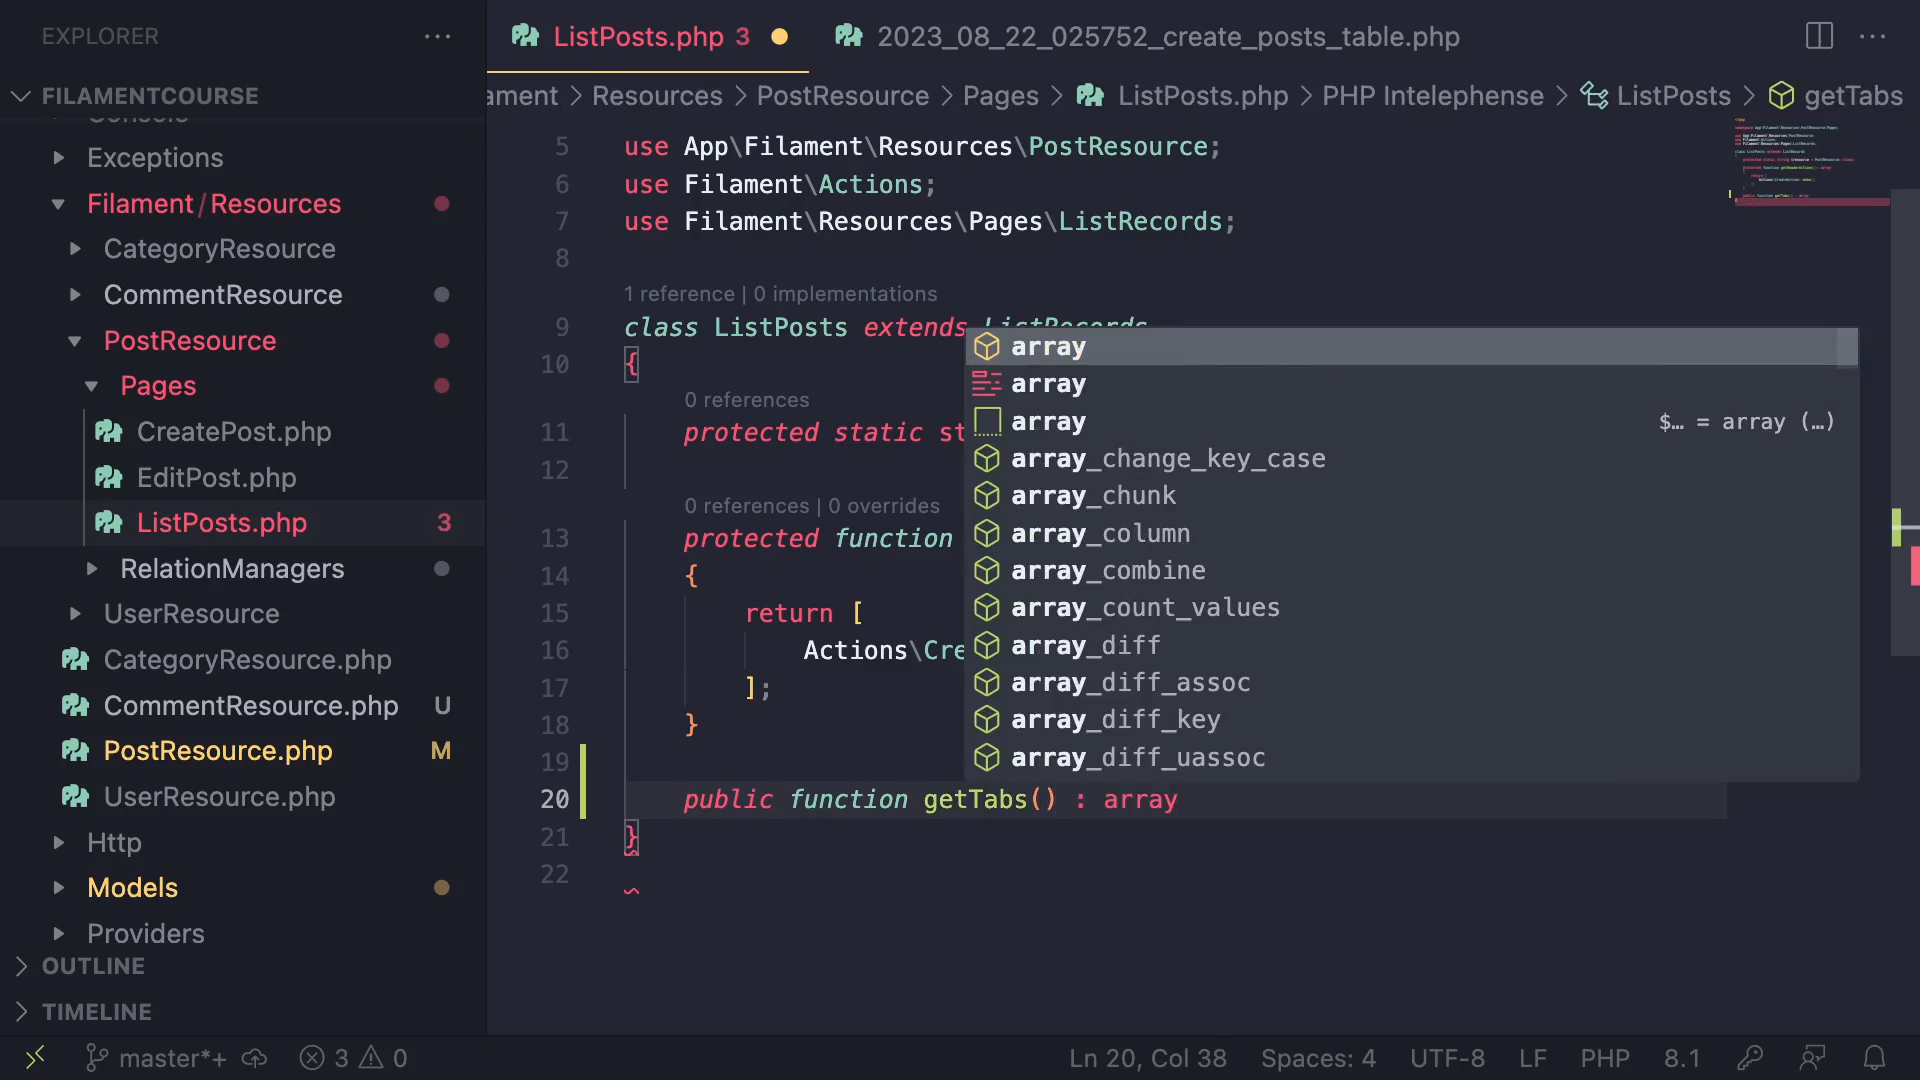 EXPLORER
FILAMENTCOURSE
Console
Exceptions
Filament/Resources
CategoryResource
CommentResource
PostResource
Pages
CreatePost.php
EditPost.php
ListPosts.php 3
RelationManagers
UserResource
CategoryResource.php
CommentResource.php U
PostResource.php M
UserResource.php
Http
Models
Providers
OUTLINE
TIMELINE
ListPosts.php 3
2023_08_22_025752_create_posts_table.php
ament > Resources > PostResource > Pages > ListPosts.php > PHP Intelephense > ListPosts > getTabs
5 use App\Filament\Resources\PostResource;
6 use Filament\Actions;
7 use Filament\Resources\Pages\ListRecords;
8
1 reference | 0 implementations
9 class ListPosts extends ListRecords
10 {
0 references
11 protected static st
12
0 references | 0 overrides
13 protected function
14 {
15 return [
16 Actions\Cre
17 ];
18 }
19
20 public function getTabs() : array
21 }
22
array
array
array $… = array (…)
array_change_key_case
array_chunk
array_column
array_combine
array_count_values
array_diff
array_diff_assoc
array_diff_key
array_diff_uassoc
master*+ 3 0
Ln 20, Col 38 Spaces: 4 UTF-8 LF PHP 8.1